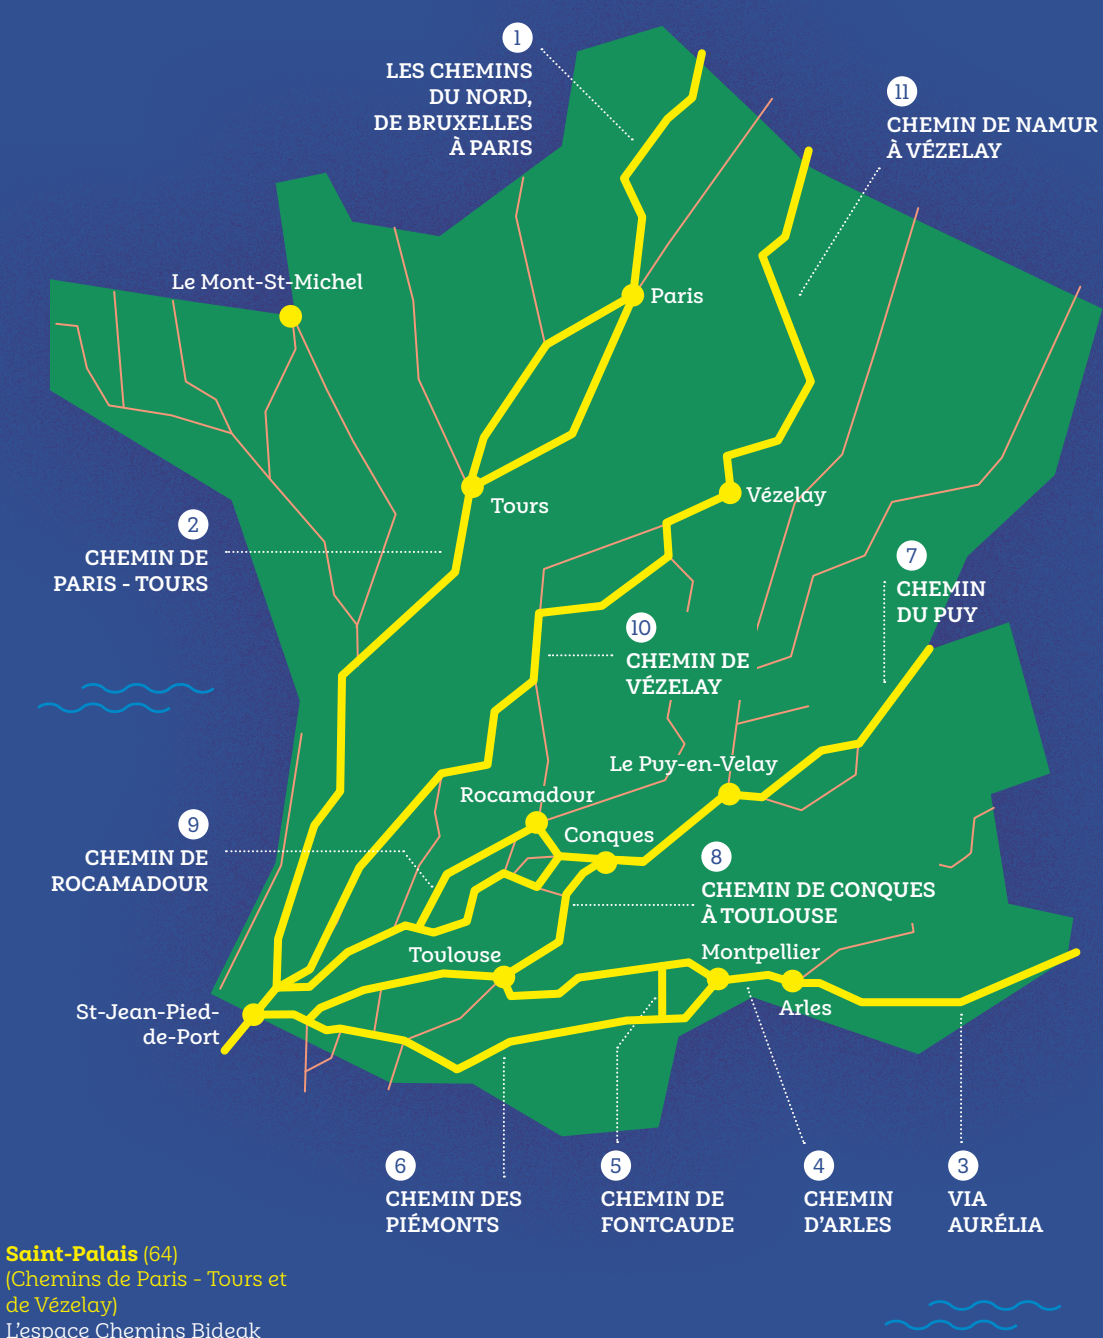 1
LES CHEMINS
DU NORD,
DE BRUXELLES
À PARIS
11
CHEMIN DE NAMUR
À VÉZELAY
Le Mont-St-Michel
Paris
Tours
Vézelay
2
CHEMIN DE
PARIS - TOURS
7
CHEMIN
DU PUY
10
CHEMIN DE
VÉZELAY
Le Puy-en-Velay
Rocamadour
Conques
9
CHEMIN DE
ROCAMADOUR
8
CHEMIN DE CONQUES
À TOULOUSE
Toulouse
Montpellier
Arles
St-Jean-Pied-
de-Port
6
CHEMIN DES
PIÉMONTS
5
CHEMIN DE
FONTCAUDE
4
CHEMIN
D'ARLES
3
VIA
AURÉLIA
Saint-Palais (64)
(Chemins de Paris - Tours et
de Vézelay)
L'espace Chemins Bideak